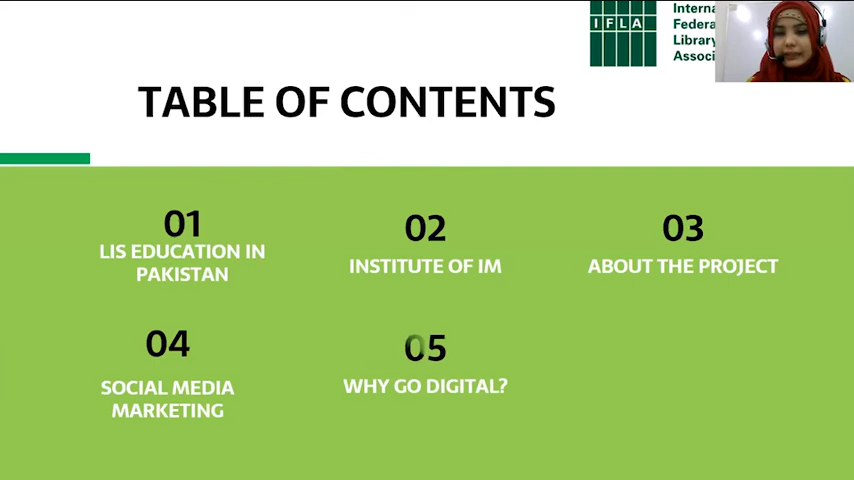 IFLA
Interna
Federa
Library
Associ
TABLE OF CONTENTS
01
LIS EDUCATION IN
PAKISTAN
02
INSTITUTE OF IM
03
ABOUT THE PROJECT
04
SOCIAL MEDIA
MARKETING
05
WHY GO DIGITAL?